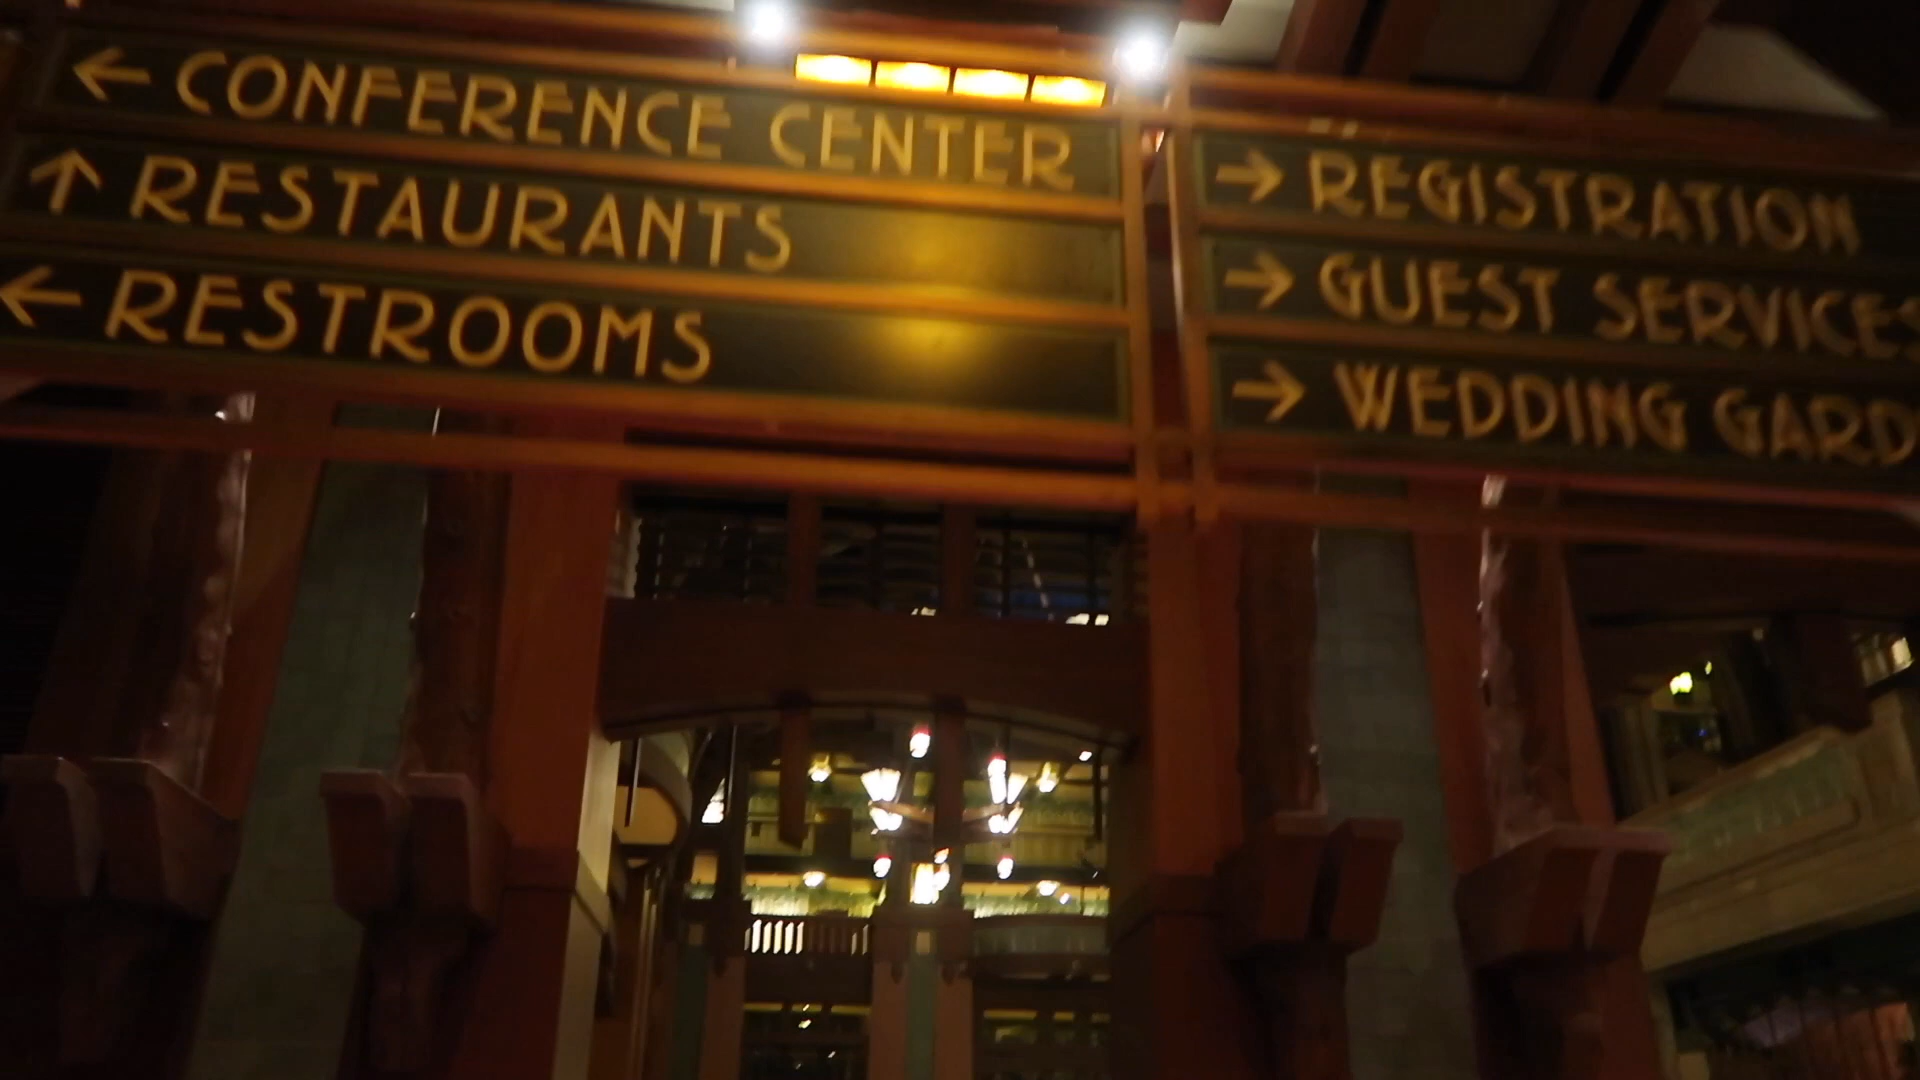 ← CONFERENCE CENTER
↑ RESTAURANTS
← RESTROOMS
→ REGISTRATION
→ GUEST SERVICES
→ WEDDING GARD